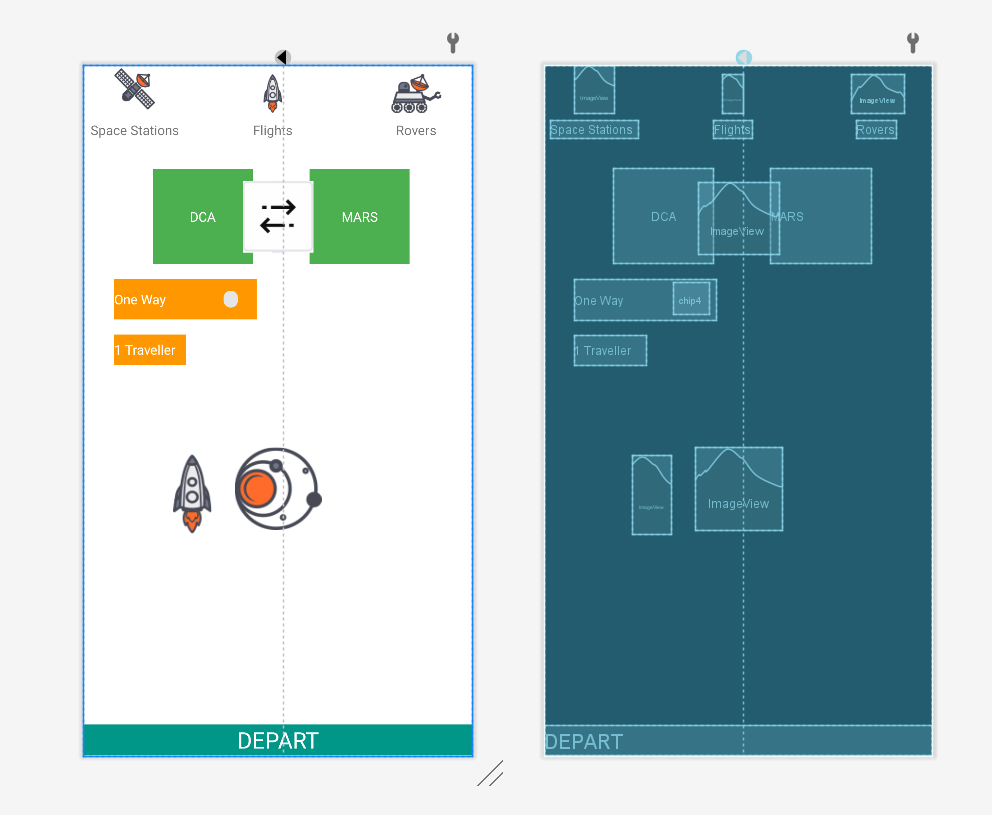 Space Stations Flights Rovers
DCA MARS
One Way
1 Traveller
DEPART
ImageView ImageView ImageView
Space Stations Flights Rovers
DCA MARS
ImageView
One Way chip4
1 Traveller
ImageView ImageView
DEPART